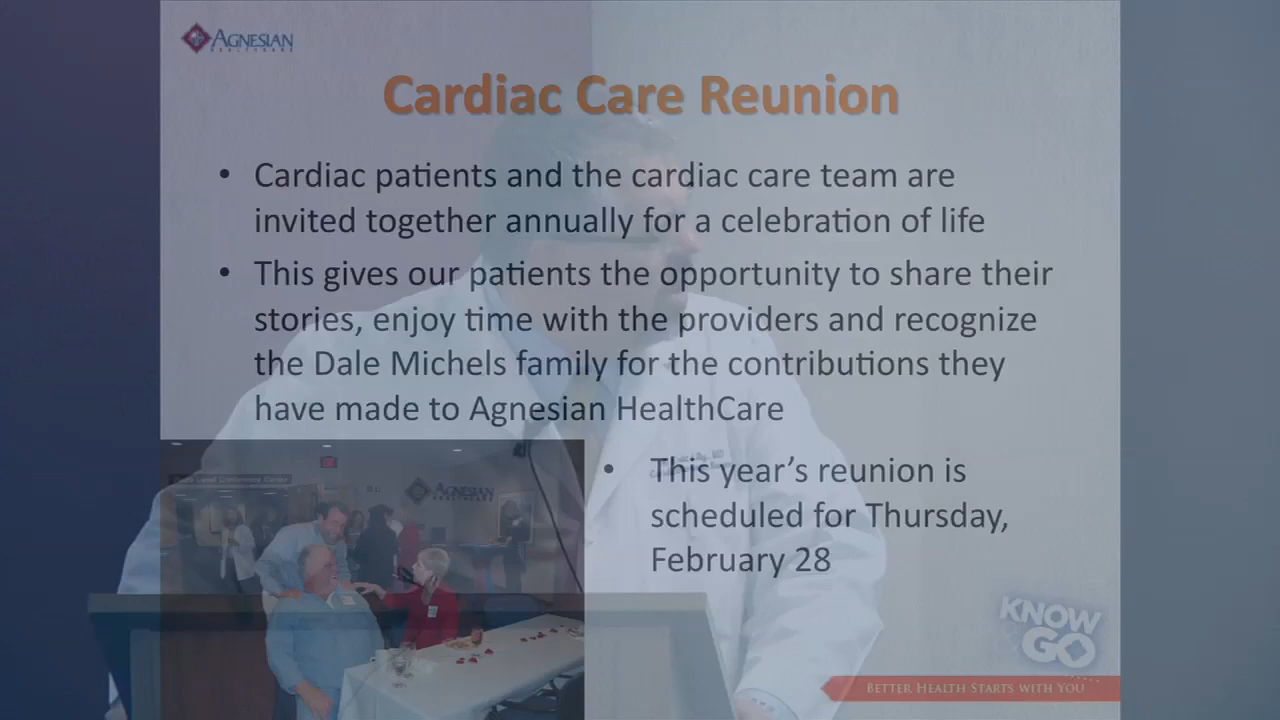 AGNESIAN
HEALTHCARE
Cardiac Care Reunion
• Cardiac patients and the cardiac care team are
invited together annually for a celebration of life
• This gives our patients the opportunity to share their
stories, enjoy time with the providers and recognize
the Dale Michels family for the contributions they
have made to Agnesian HealthCare
• This year’s reunion is
scheduled for Thursday,
February 28
AGNESIAN
KNOW
& GO
BETTER HEALTH STARTS WITH YOU